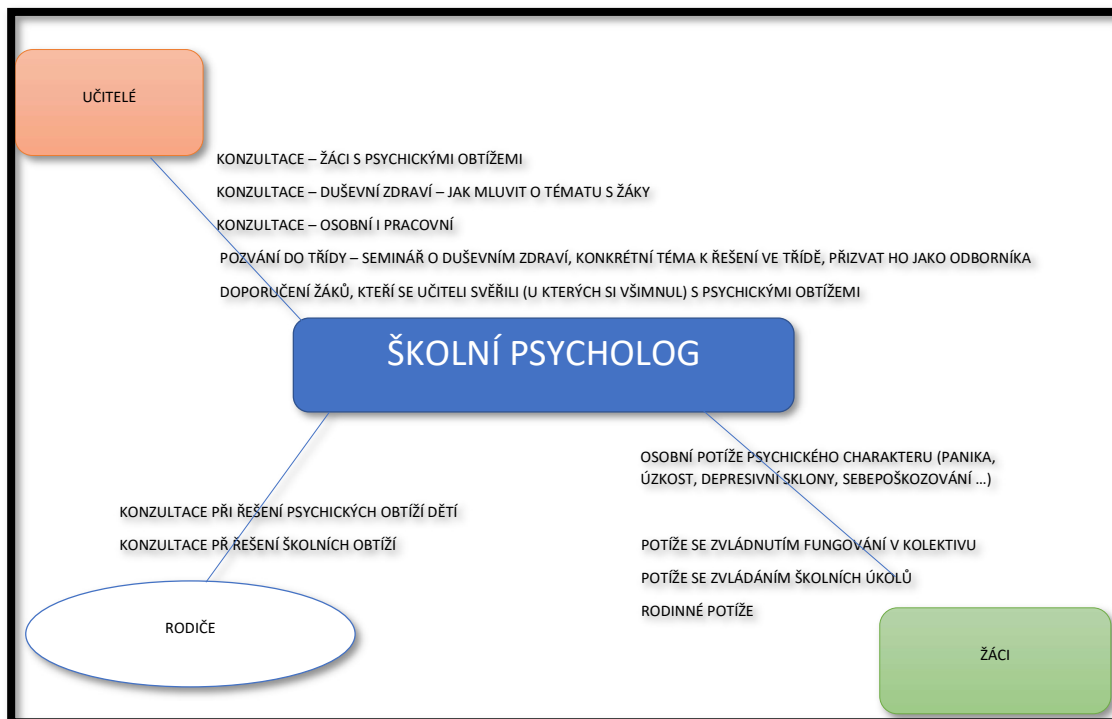 UČITELÉ
KONZULTACE – ŽÁCI S PSYCHICKÝMI OBTÍŽEMI
KONZULTACE – DUŠEVNÍ ZDRAVÍ – JAK MLUVIT O TÉMATU S ŽÁKY
KONZULTACE – OSOBNÍ I PRACOVNÍ
POZVÁNÍ DO TŘÍDY – SEMINÁŘ O DUŠEVNÍM ZDRAVÍ, KONKRÉTNÍ TÉMA K ŘEŠENÍ VE TŘÍDĚ, PŘIZVAT HO JAKO ODBORNÍKA
DOPORUČENÍ ŽÁKŮ, KTEŘÍ SE UČITELI SVĚŘILI (U KTERÝCH SI VŠIMNUL) S PSYCHICKÝMI OBTÍŽEMI
ŠKOLNÍ PSYCHOLOG
OSOBNÍ POTÍŽE PSYCHICKÉHO CHARAKTERU (PANIKA,
ÚZKOST, DEPRESIVNÍ SKLONY, SEBEPOŠKOZOVÁNÍ …)
KONZULTACE PŘI ŘEŠENÍ PSYCHICKÝCH OBTÍŽÍ DĚTÍ
KONZULTACE PŘ ŘEŠENÍ ŠKOLNÍCH OBTÍŽÍ
POTÍŽE SE ZVLÁDNUTÍM FUNGOVÁNÍ V KOLEKTIVU
POTÍŽE SE ZVLÁDÁNÍM ŠKOLNÍCH ÚKOLŮ
RODINNÉ POTÍŽE
RODIČE
ŽÁCI